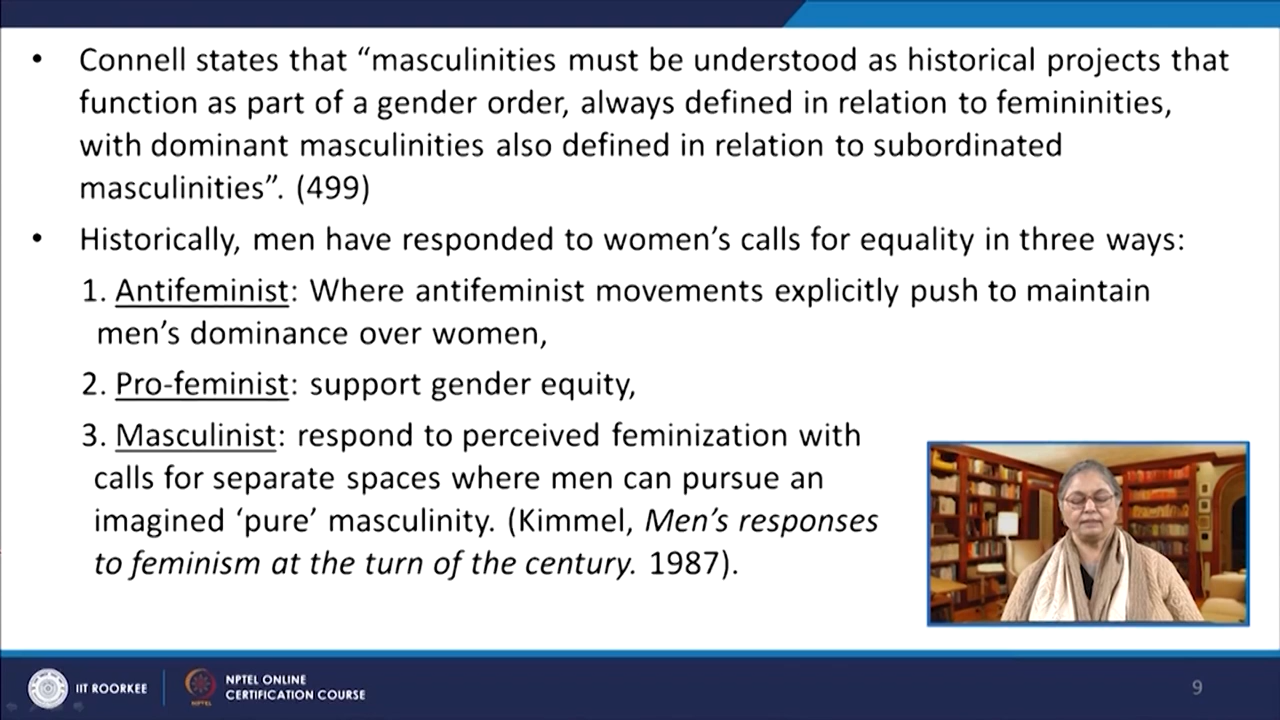 • Connell states that “masculinities must be understood as historical projects that
function as part of a gender order, always defined in relation to femininities,
with dominant masculinities also defined in relation to subordinated
masculinities”. (499)
• Historically, men have responded to women’s calls for equality in three ways:
1. Antifeminist: Where antifeminist movements explicitly push to maintain
men’s dominance over women,
2. Pro-feminist: support gender equity,
3. Masculinist: respond to perceived feminization with
calls for separate spaces where men can pursue an
imagined ‘pure’ masculinity. (Kimmel, Men’s responses
to feminism at the turn of the century. 1987).
IIT ROORKEE
NPTEL
NPTEL ONLINE
CERTIFICATION COURSE
9